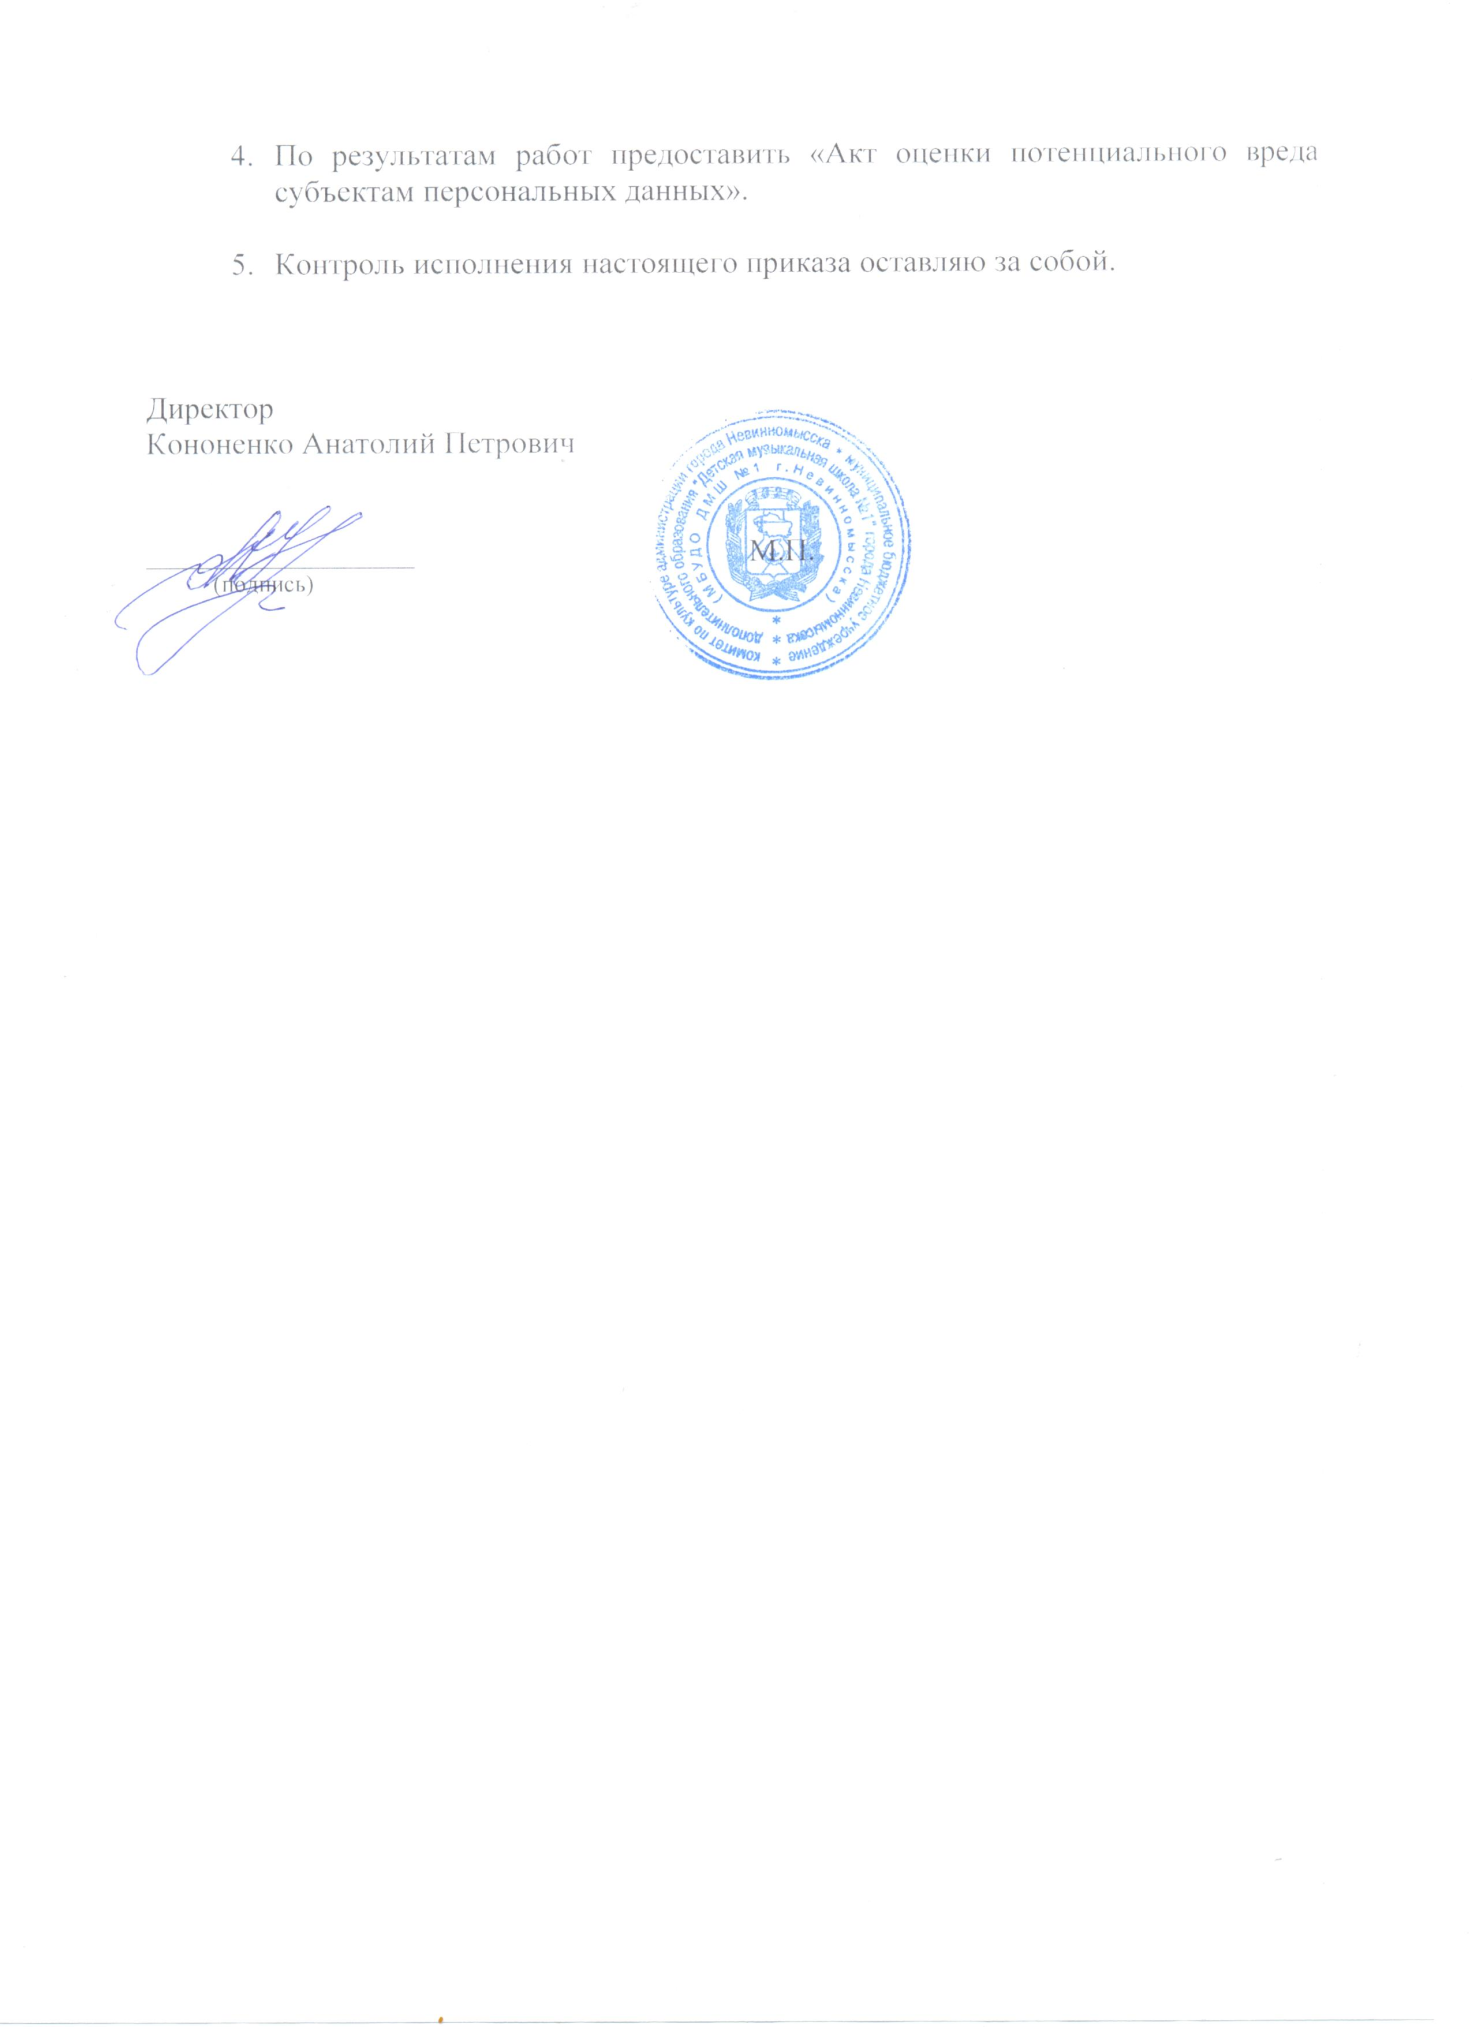 4. По результатам работ предоставить «Акт оценки потенциального вреда
субъектам персональных данных».
5. Контроль исполнения настоящего приказа оставляю за собой.
Директор
Кононенко Анатолий Петрович
(подпись)
М.П.
комитет по культуре администрации города Невинномысска * муниципальное бюджетное учреждение *
дополнительного образования "Детская музыкальная школа №1" города Невинномысска *
(МБУДО ДМШ №1 г.Невинномысска) *